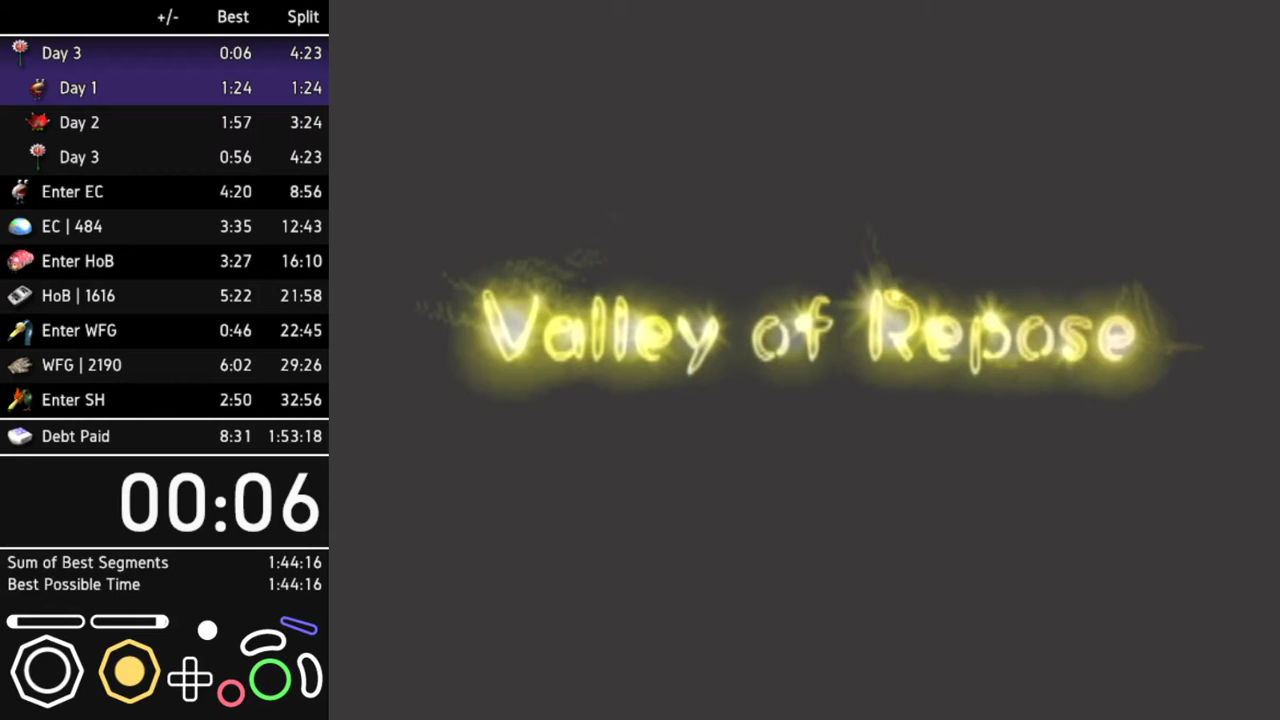 +/- Best Split
Day 3 0:06 4:23
Day 1 1:24 1:24
Day 2 1:57 3:24
Day 3 0:56 4:23
Enter EC 4:20 8:56
EC | 484 3:35 12:43
Enter HoB 3:27 16:10
HoB | 1616 5:22 21:58
Enter WFG 0:46 22:45
WFG | 2190 6:02 29:26
Enter SH 2:50 32:56
Debt Paid 8:31 1:53:18
00:06
Sum of Best Segments 1:44:16
Best Possible Time 1:44:16
Valley of Repose